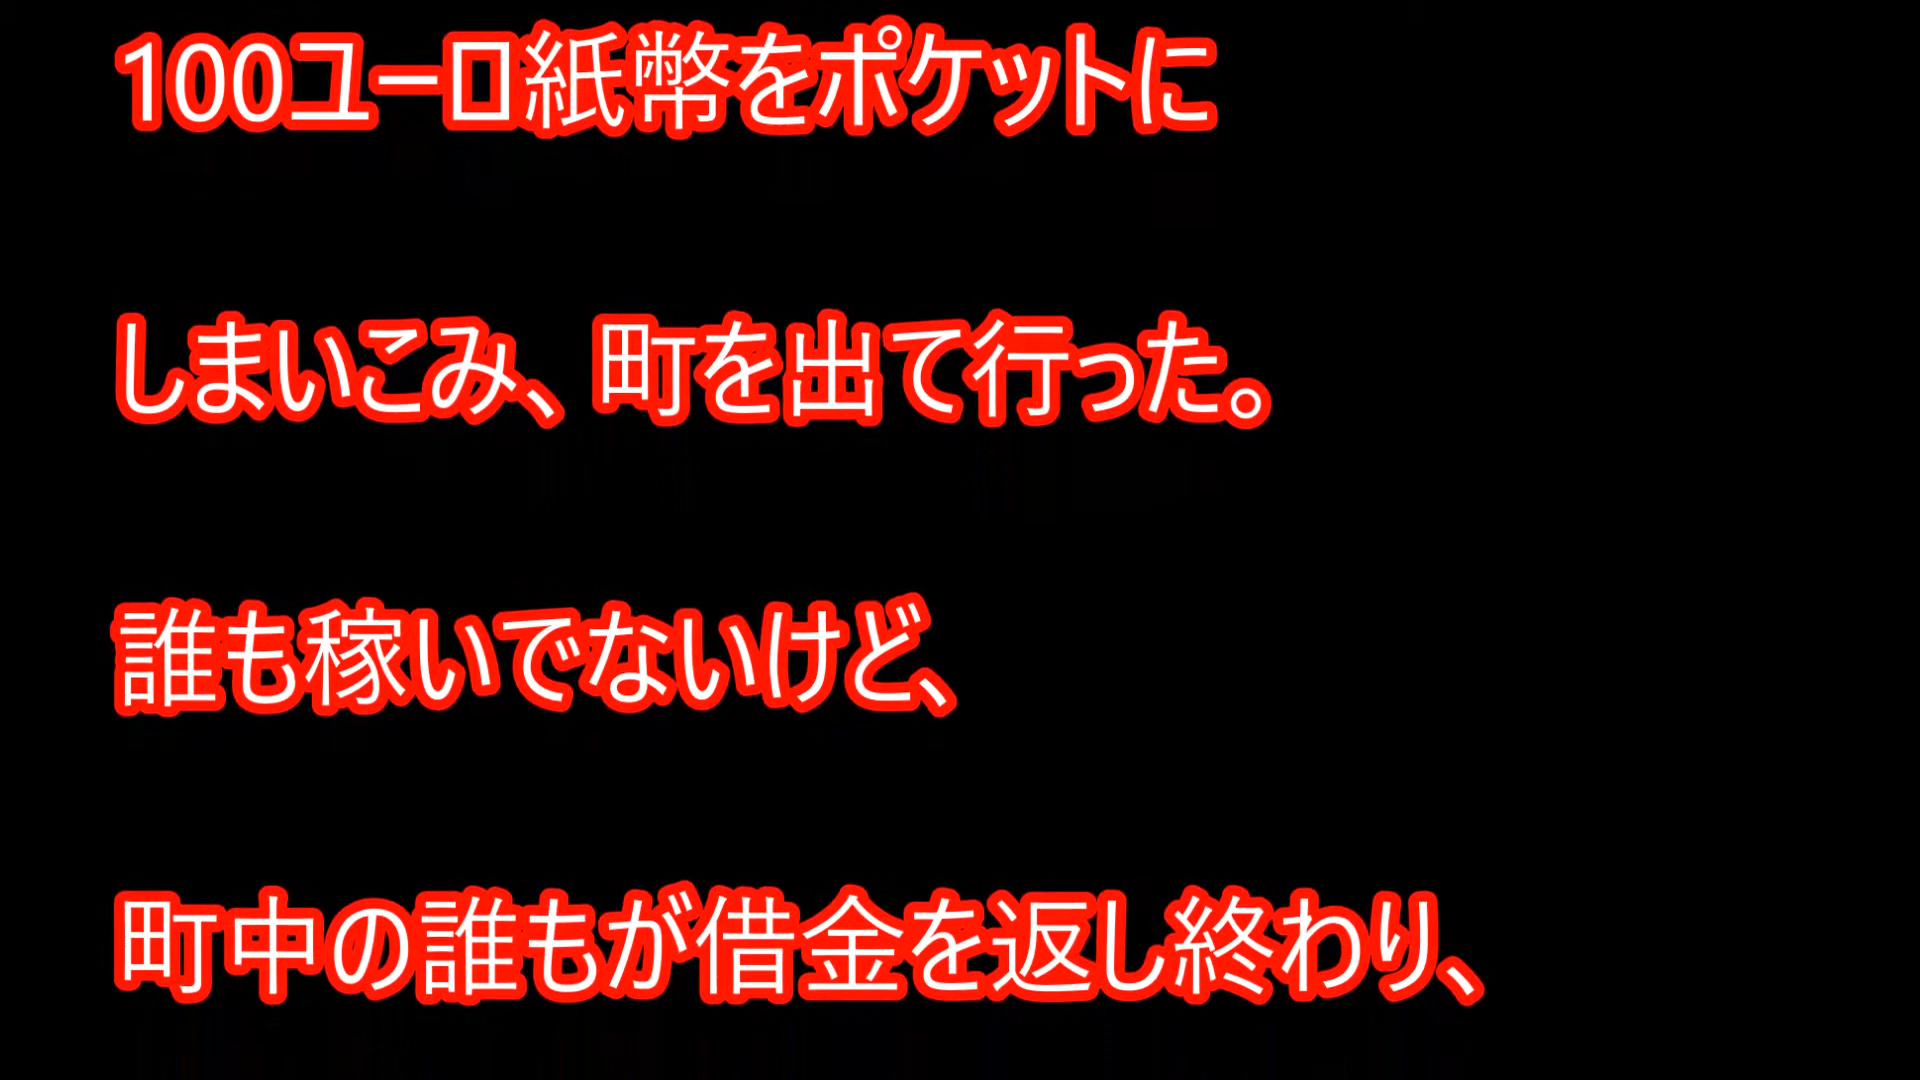 100ユーロ紙幣をポケットに
しまいこみ、町を出て行った。
誰も稼いでないけど、
町中の誰もが借金を返し終わり、